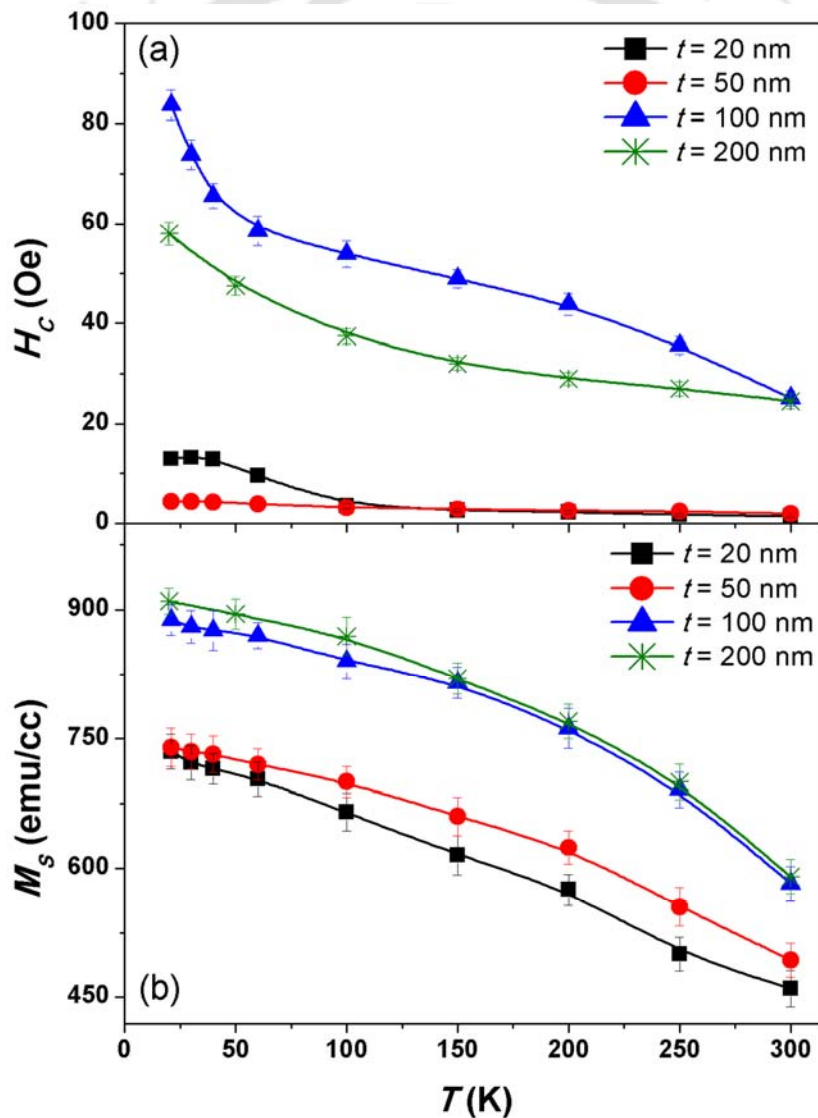 100
(a)
t = 20 nm
t = 50 nm
t = 100 nm
t = 200 nm
80
60
40
20
0
H_C (Oe)
t = 20 nm
t = 50 nm
t = 100 nm
t = 200 nm
900
750
600
450
M_S (emu/cc)
(b)
0 50 100 150 200 250 300
T (K)